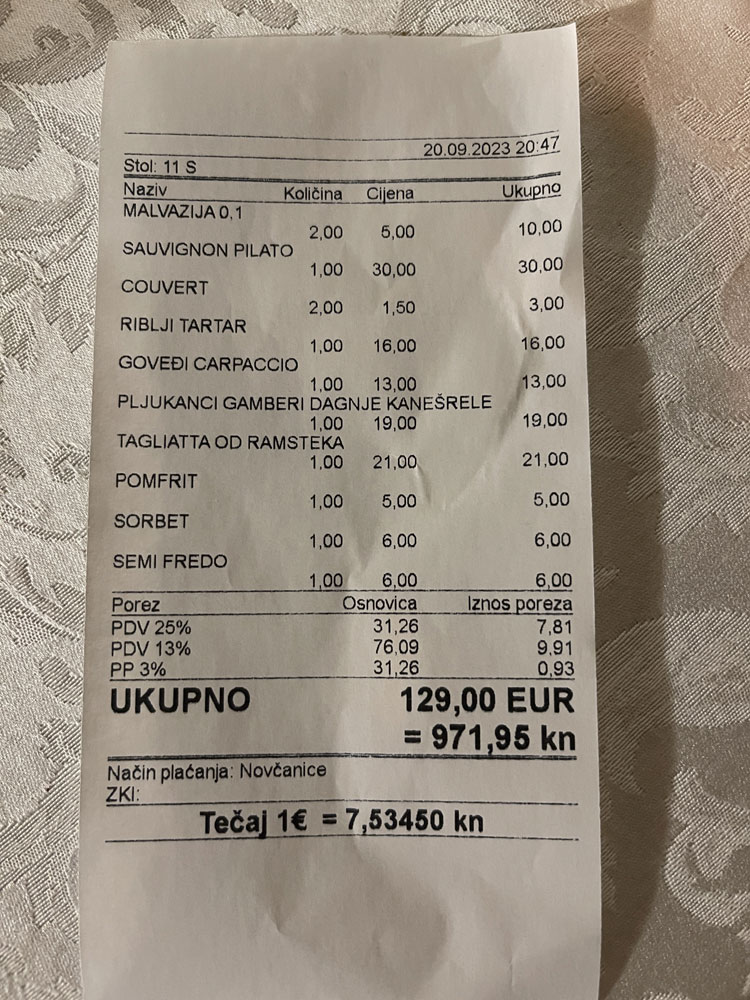 20.09.2023 20:47
Stol: 11 S
Naziv Količina Cijena Ukupno
MALVAZIJA 0,1
2,00 5,00 10,00
SAUVIGNON PILATO
1,00 30,00 30,00
COUVERT
2,00 1,50 3,00
RIBLJI TARTAR
1,00 16,00 16,00
GOVEĐI CARPACCIO
1,00 13,00 13,00
PLJUKANCI GAMBERI DAGNJE KANEŠRELE
1,00 19,00 19,00
TAGLIATTA OD RAMSTEKA
1,00 21,00 21,00
POMFRIT
1,00 5,00 5,00
SORBET
1,00 6,00 6,00
SEMI FREDO
1,00 6,00 6,00
Porez Osnovica Iznos poreza
PDV 25% 31,26 7,81
PDV 13% 76,09 9,91
PP 3% 31,26 0,93
UKUPNO 129,00 EUR
= 971,95 kn
Način plaćanja: Novčanice
ZKI:
Tečaj 1€ = 7,53450 kn